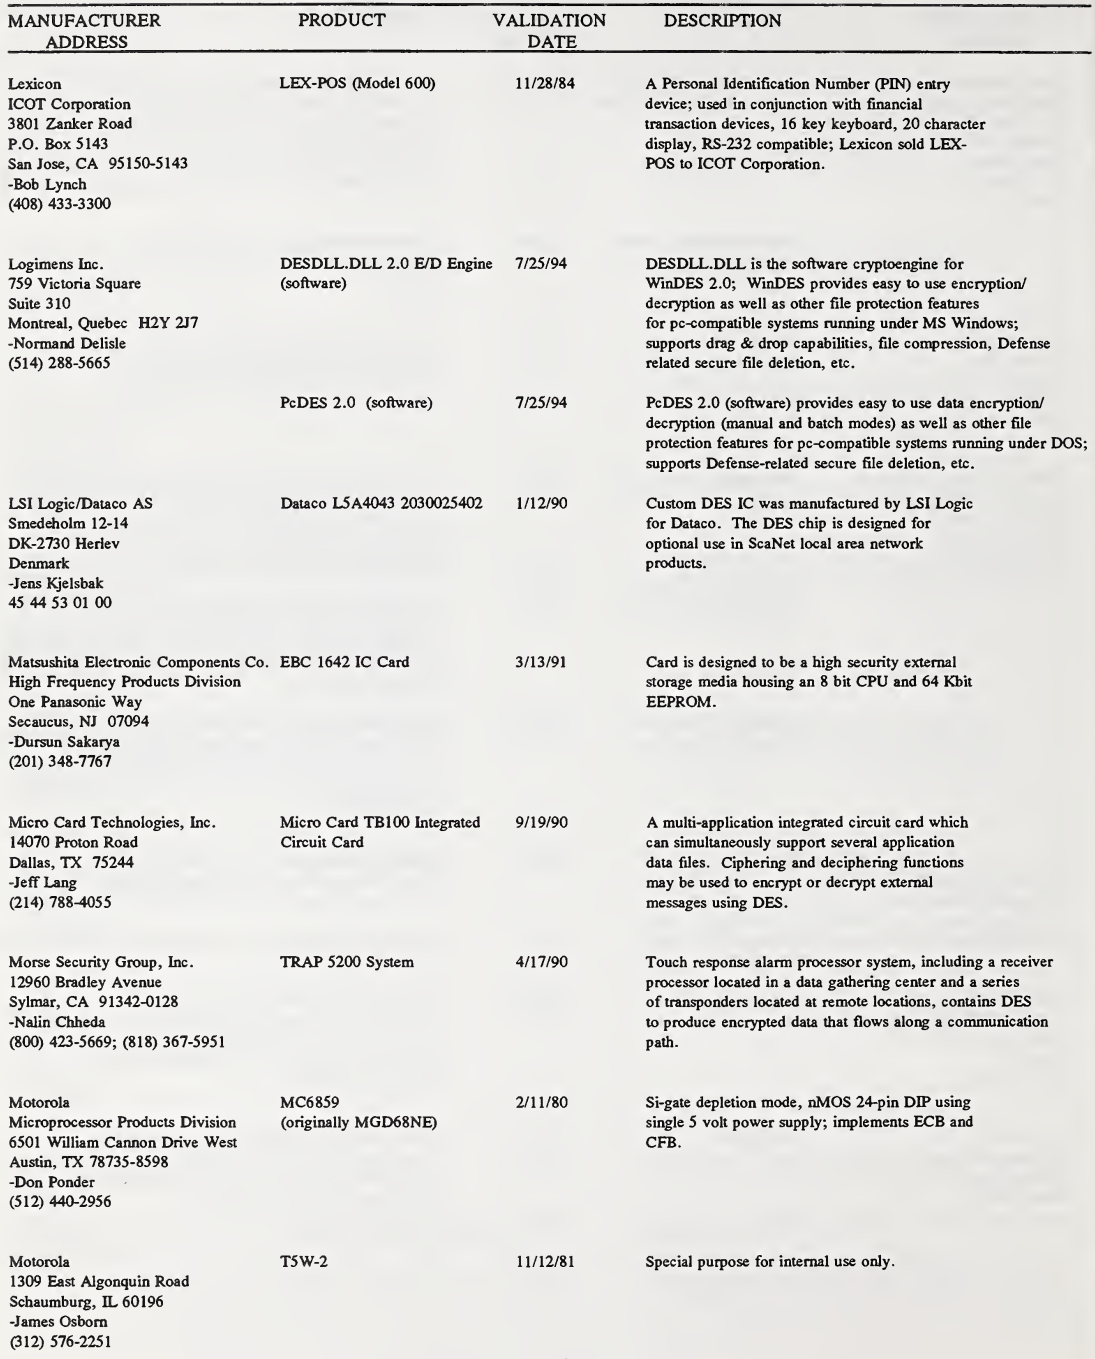 MANUFACTURER PRODUCT VALIDATION DESCRIPTION
ADDRESS DATE
Lexicon LEX-POS (Model 600) 11/28/84 A Personal Identification Number (PIN) entry
ICOT Corporation device; used in conjunction with financial
3801 Zanker Road transaction devices, 16 key keyboard, 20 character
P.O. Box 5143 display, RS-232 compatible; Lexicon sold LEX-
San Jose, CA 95150-5143 POS to ICOT Corporation.
-Bob Lynch
(408) 433-3300
Logimens Inc. DESDLL.DLL 2.0 E/D Engine 7/25/94 DESDLL.DLL is the software cryptoengine for
759 Victoria Square (software) WinDES 2.0; WinDES provides easy to use encryption/
Suite 310 decryption as well as other file protection features
Montreal, Quebec H2Y 2J7 for pc-compatible systems running under MS Windows;
-Normand Delisle supports drag & drop capabilities, file compression, Defense
(514) 288-5665 related secure file deletion, etc.
PcDES 2.0 (software) 7/25/94 PcDES 2.0 (software) provides easy to use data encryption/
decryption (manual and batch modes) as well as other file
protection features for pc-compatible systems running under DOS;
supports Defense-related secure file deletion, etc.
LSI Logic/Dataco AS Dataco L5A4043 2030025402 1/12/90 Custom DES IC was manufactured by LSI Logic
Smedeholm 12-14 for Dataco. The DES chip is designed for
DK-2730 Herlev optional use in ScaNet local area network
Denmark products.
-Jens Kjelsbak
45 44 53 01 00
Matsushita Electronic Components Co. EBC 1642 IC Card 3/13/91 Card is designed to be a high security external
High Frequency Products Division storage media housing an 8 bit CPU and 64 Kbit
One Panasonic Way EEPROM.
Secaucus, NJ 07094
-Dursun Sakarya
(201) 348-7767
Micro Card Technologies, Inc. Micro Card TB100 Integrated 9/19/90 A multi-application integrated circuit card which
14070 Proton Road Circuit Card can simultaneously support several application
Dallas, TX 75244 data files. Ciphering and deciphering functions
-Jeff Lang may be used to encrypt or decrypt external
(214) 788-4055 messages using DES.
Morse Security Group, Inc. TRAP 5200 System 4/17/90 Touch response alarm processor system, including a receiver
12960 Bradley Avenue processor located in a data gathering center and a series
Sylmar, CA 91342-0128 of transponders located at remote locations, contains DES
-Nalin Chheda to produce encrypted data that flows along a communication
(800) 423-5669; (818) 367-5951 path.
Motorola MC6859 2/11/80 Si-gate depletion mode, nMOS 24-pin DIP using
Microprocessor Products Division (originally MGD68NE) single 5 volt power supply; implements ECB and
6501 William Cannon Drive West CFB.
Austin, TX 78735-8598
-Don Ponder
(512) 440-2956
Motorola T5W-2 11/12/81 Special purpose for internal use only.
1309 East Algonquin Road
Schaumburg, IL 60196
-James Osborn
(312) 576-2251